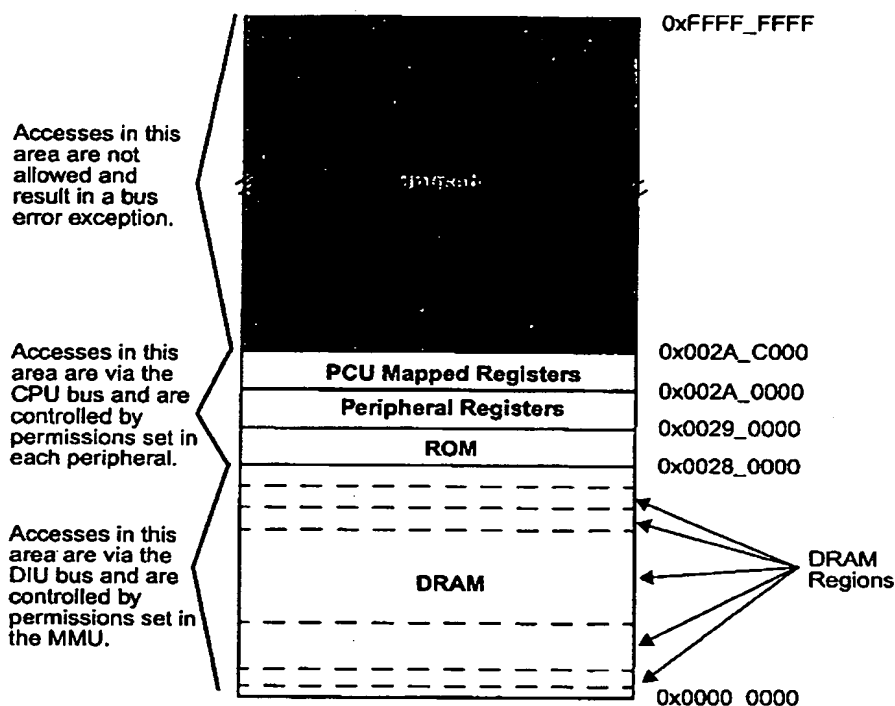 0xFFFF_FFFF
Accesses in this
area are not
allowed and
result in a bus
error exception.
0x002A_C000
PCU Mapped Registers
0x002A_0000
Peripheral Registers
0x0029_0000
ROM
0x0028_0000
Accesses in this
area are via the
CPU bus and are
controlled by
permissions set in
each peripheral.
Accesses in this
area are via the
DIU bus and are
controlled by
permissions set in
the MMU.
DRAM
DRAM
Regions
0x0000_0000